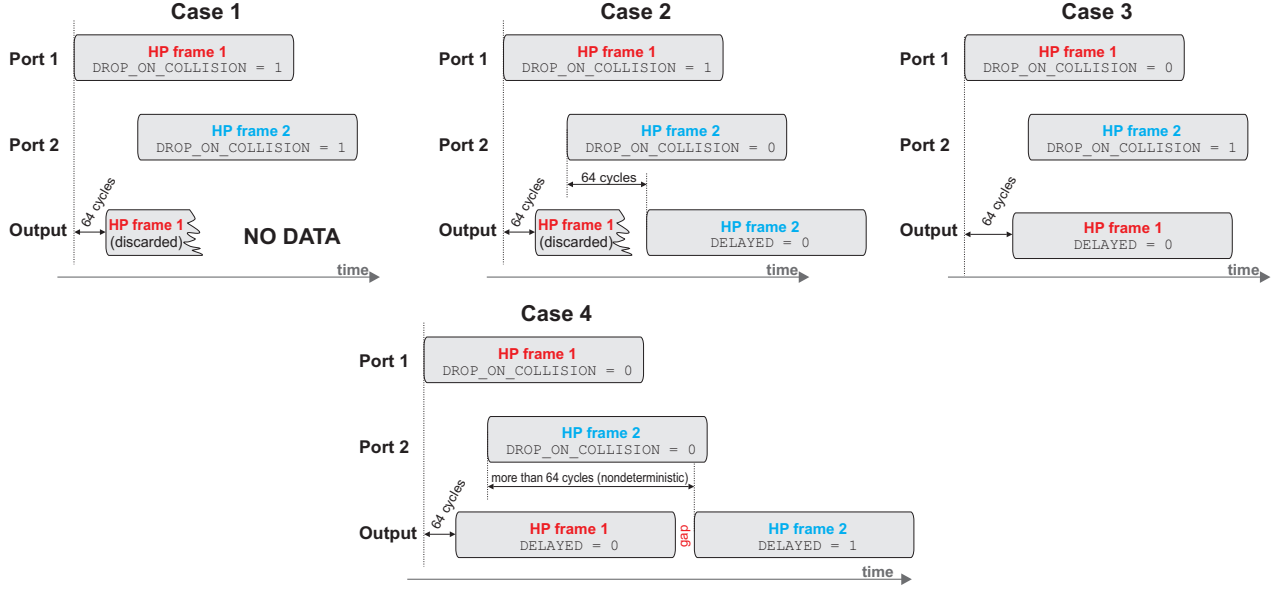 Case 1
Port 1
HP frame 1
DROP_ON_COLLISION = 1
Port 2
HP frame 2
DROP_ON_COLLISION = 1
64 cycles
Output
HP frame 1
(discarded)
NO DATA
time
Case 2
Port 1
HP frame 1
DROP_ON_COLLISION = 1
Port 2
HP frame 2
DROP_ON_COLLISION = 0
64 cycles
64 cycles
Output
HP frame 1
(discarded)
HP frame 2
DELAYED = 0
time
Case 3
Port 1
HP frame 1
DROP_ON_COLLISION = 0
Port 2
HP frame 2
DROP_ON_COLLISION = 1
64 cycles
Output
HP frame 1
DELAYED = 0
time
Case 4
Port 1
HP frame 1
DROP_ON_COLLISION = 0
Port 2
HP frame 2
DROP_ON_COLLISION = 0
more than 64 cycles (nondeterministic)
64 cycles
Output
HP frame 1
DELAYED = 0
gap
HP frame 2
DELAYED = 1
time